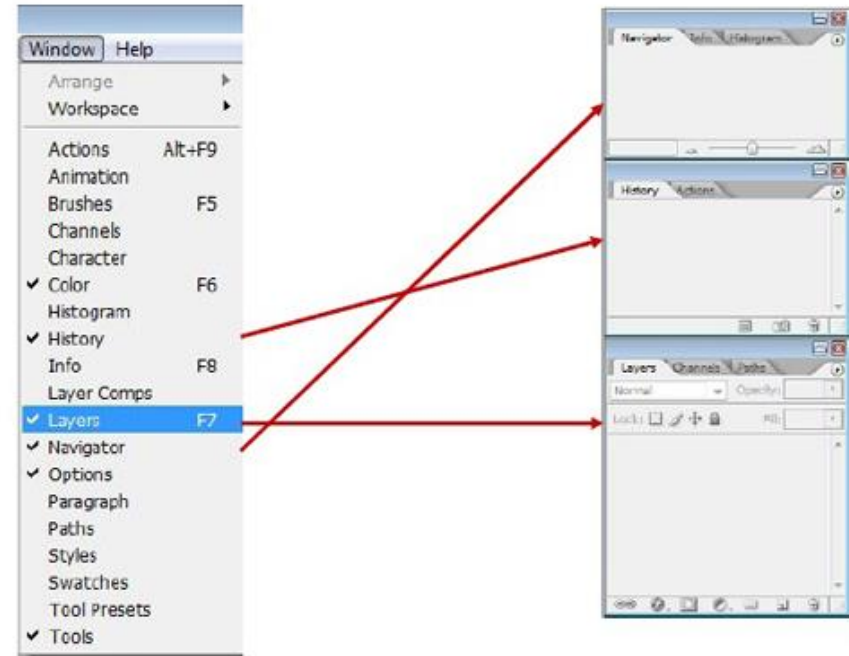 Window Help
Arrange
Workspace
Actions Alt+F9
Animation
Brushes F5
Channels
Character
Color F6
Histogram
History
Info F8
Layer Comps
Layers F7
Navigator
Options
Paragraph
Paths
Styles
Swatches
Tool Presets
Tools
Navigator Info Histogram
History Actions
Layers Channels Paths
Normal Opacity:
Lock: Fill: